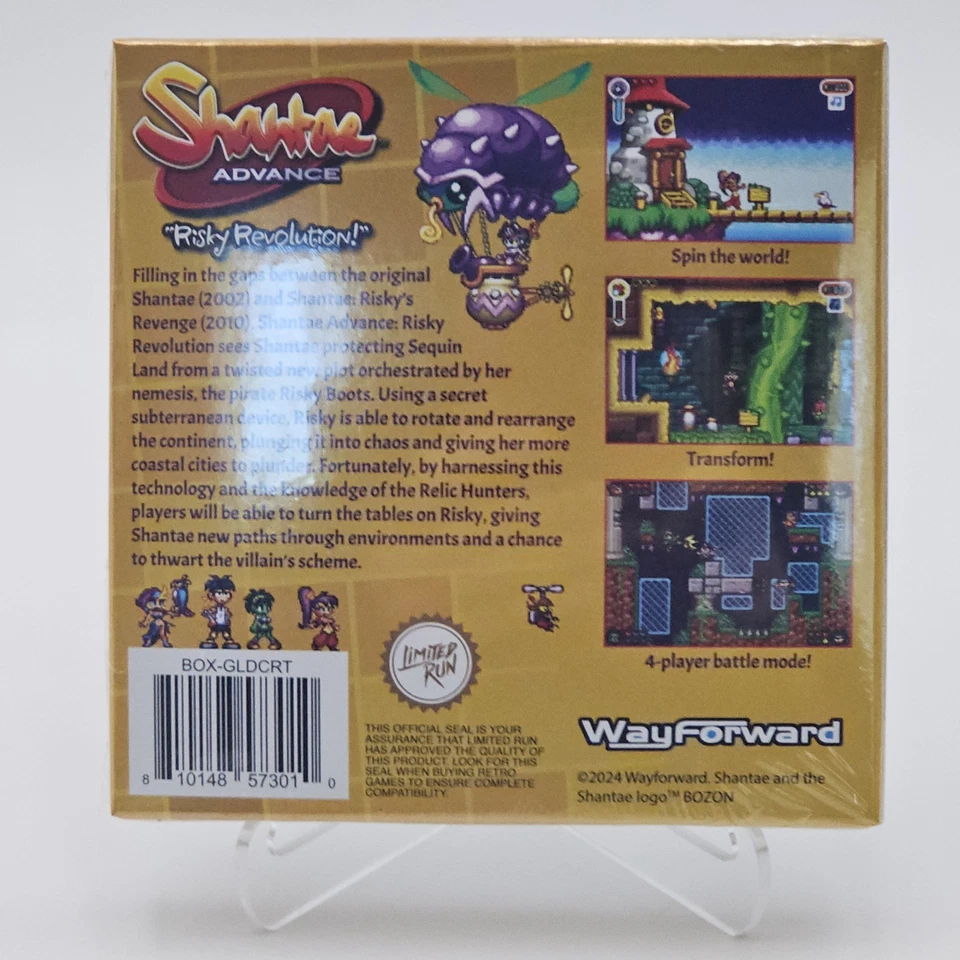 Shantae
ADVANCE
"Risky Revolution!"
Filling in the gaps between the original
Shantae (2002) and Shantae: Risky's
Revenge (2010), Shantae Advance: Risky
Revolution sees Shantae protecting Sequin
Land from a twisted new plot orchestrated by her
nemesis, the pirate Risky Boots. Using a secret
subterranean device, Risky is able to rotate and rearrange
the continent, plunging it into chaos and giving her more
coastal cities to plunder. Fortunately, by harnessing this
technology and the knowledge of the Relic Hunters,
players will be able to turn the tables on Risky, giving
Shantae new paths through environments and a chance
to thwart the villain's scheme.
Spin the world!
Transform!
4-player battle mode!
BOX-GLDCRT
8 10148 57301 0
LIMITED
RUN
THIS OFFICIAL SEAL IS YOUR
ASSURANCE THAT LIMITED RUN
HAS APPROVED THE QUALITY OF
THIS PRODUCT. LOOK FOR THIS
SEAL WHEN BUYING RETRO
GAMES TO ENSURE COMPLETE
COMPATIBILITY.
WayForward
©2024 Wayforward. Shantae and the
Shantae logo™ BOZON